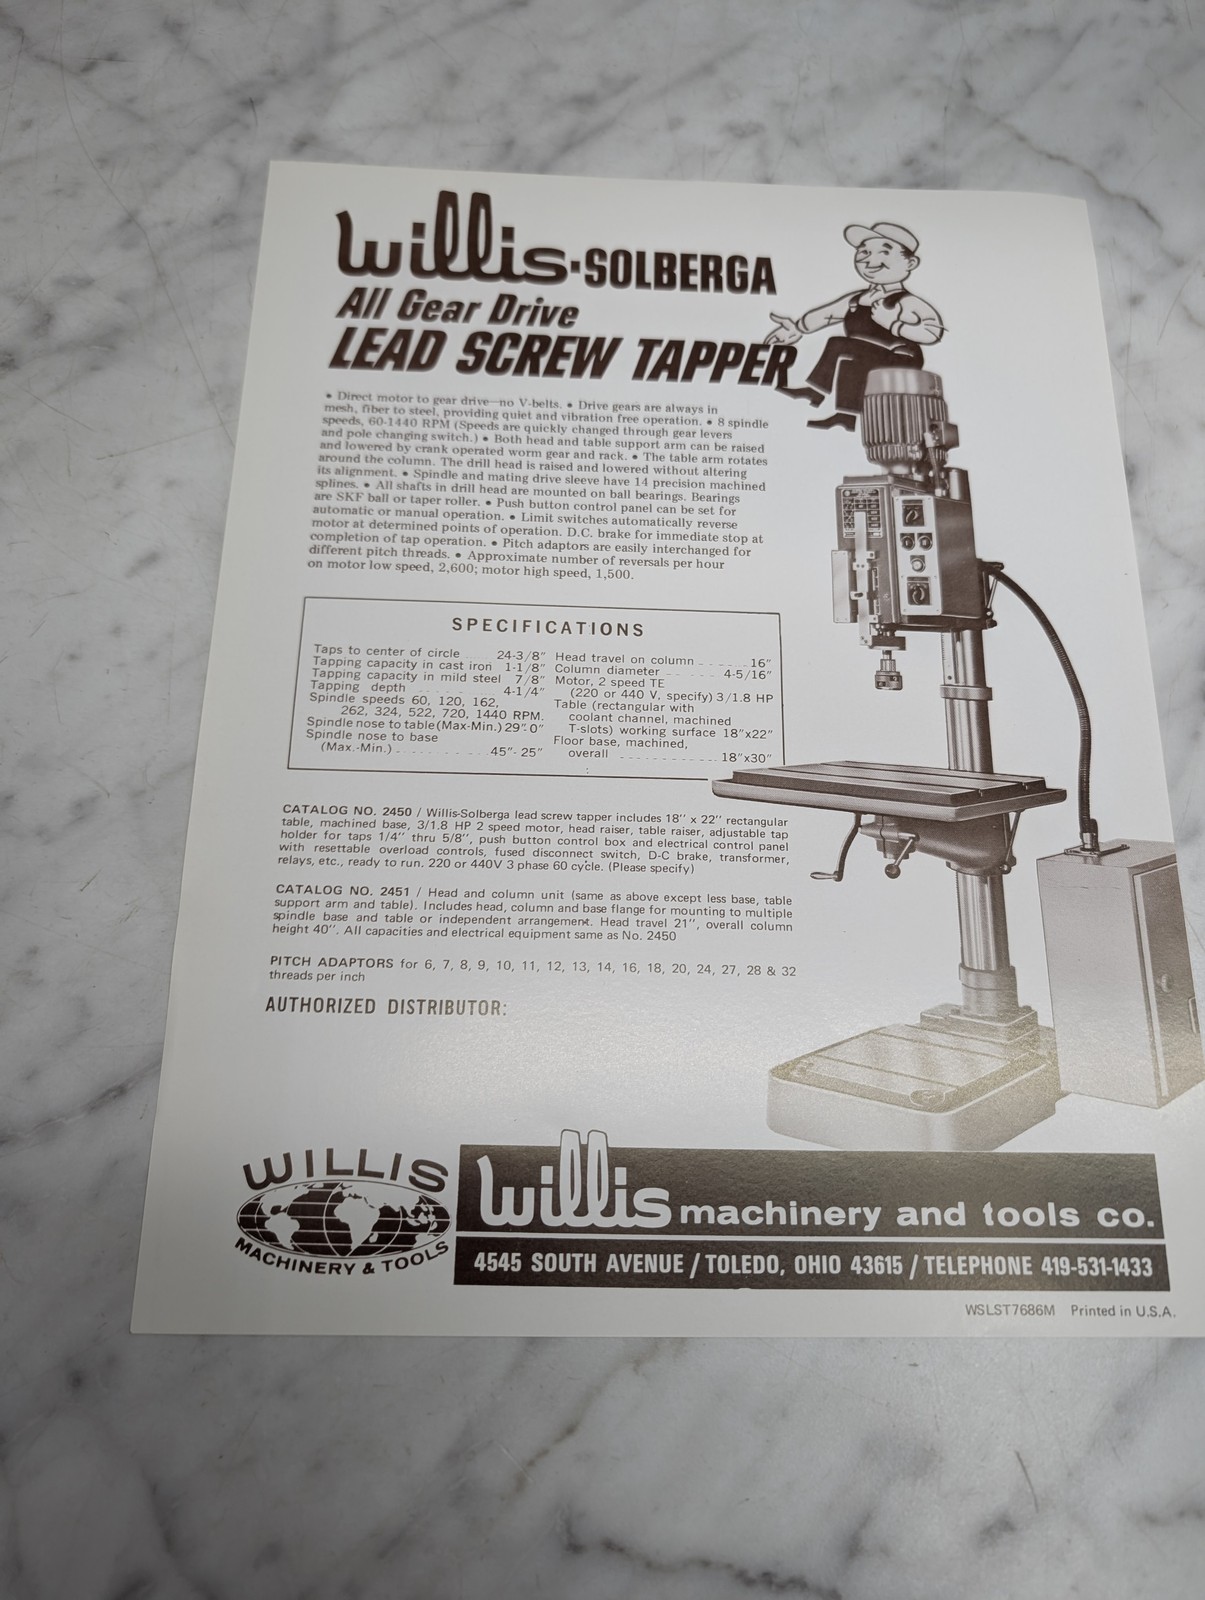 willis·SOLBERGA
All Gear Drive
LEAD SCREW TAPPER
• Direct motor to gear drive—no V-belts. • Drive gears are always in
mesh, fiber to steel, providing quiet and vibration free operation. • 8 spindle
speeds, 60-1440 RPM (Speeds are quickly changed through gear levers
and pole changing switch.) • Both head and table support arm can be raised
and lowered by crank operated worm gear and rack. • The table arm rotates
around the column. The drill head is raised and lowered without altering
its alignment. • Spindle and mating drive sleeve have 14 precision machined
splines. • All shafts in drill head are mounted on ball bearings. Bearings
are SKF ball or taper roller. • Push button control panel can be set for
automatic or manual operation. • Limit switches automatically reverse
motor at determined points of operation. D.C. brake for immediate stop at
completion of tap operation. • Pitch adaptors are easily interchanged for
different pitch threads. • Approximate number of reversals per hour
on motor low speed, 2,600; motor high speed, 1,500.
SPECIFICATIONS
Taps to center of circle 24-3/8"
Tapping capacity in cast iron 1-1/8"
Tapping capacity in mild steel 7/8"
Tapping depth 4-1/4"
Spindle speeds 60, 120, 162,
262, 324, 522, 720, 1440 RPM.
Spindle nose to table (Max-Min.) 29"-0"
Spindle nose to base
(Max.-Min.) 45"- 25"
Head travel on column 16"
Column diameter 4-5/16"
Motor, 2 speed TE
(220 or 440 V, specify) 3/1.8 HP
Table (rectangular with
coolant channel, machined
T-slots) working surface 18"x22"
Floor base, machined,
overall 18"x30"
CATALOG NO. 2450 / Willis-Solberga lead screw tapper includes 18" x 22" rectangular
table, machined base, 3/1.8 HP 2 speed motor, head raiser, table raiser, adjustable tap
holder for taps 1/4" thru 5/8", push button control box and electrical control panel
with resettable overload controls, fused disconnect switch, D-C brake, transformer,
relays, etc., ready to run. 220 or 440V 3 phase 60 cycle. (Please specify)
CATALOG NO. 2451 / Head and column unit (same as above except less base, table
support arm and table). Includes head, column and base flange for mounting to multiple
spindle base and table or independent arrangement. Head travel 21", overall column
height 40". All capacities and electrical equipment same as No. 2450
PITCH ADAPTORS for 6, 7, 8, 9, 10, 11, 12, 13, 14, 16, 18, 20, 24, 27, 28 & 32
threads per inch
AUTHORIZED DISTRIBUTOR:
WILLIS
MACHINERY & TOOLS
willis machinery and tools co.
4545 SOUTH AVENUE / TOLEDO, OHIO 43615 / TELEPHONE 419-531-1433
WSLST7686M Printed in U.S.A.